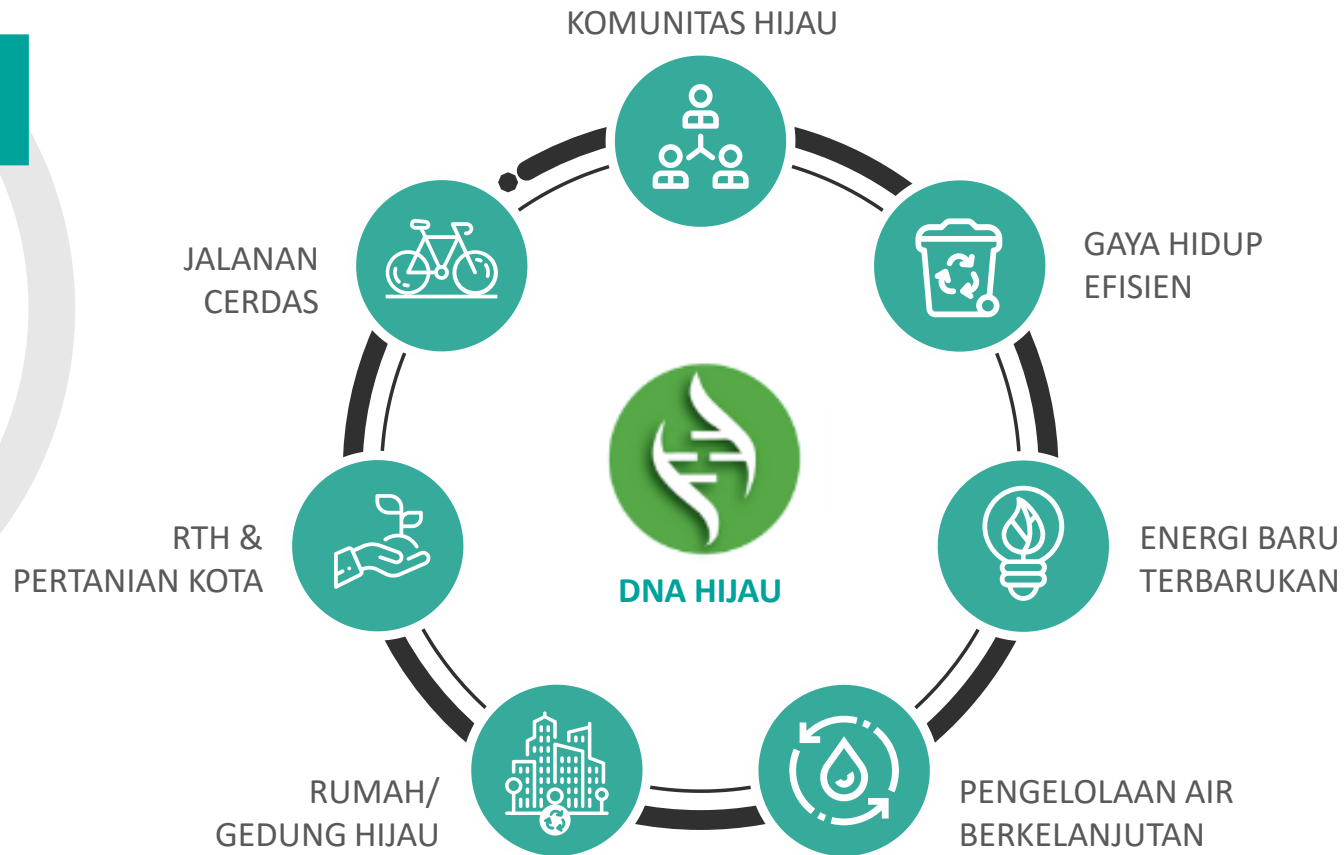 KOMUNITAS HIJAU
GAYA HIDUP
EFISIEN
ENERGI BARU
TERBARUKAN
PENGELOLAAN AIR
BERKELANJUTAN
RUMAH/
GEDUNG HIJAU
RTH &
PERTANIAN KOTA
JALANAN
CERDAS
DNA HIJAU